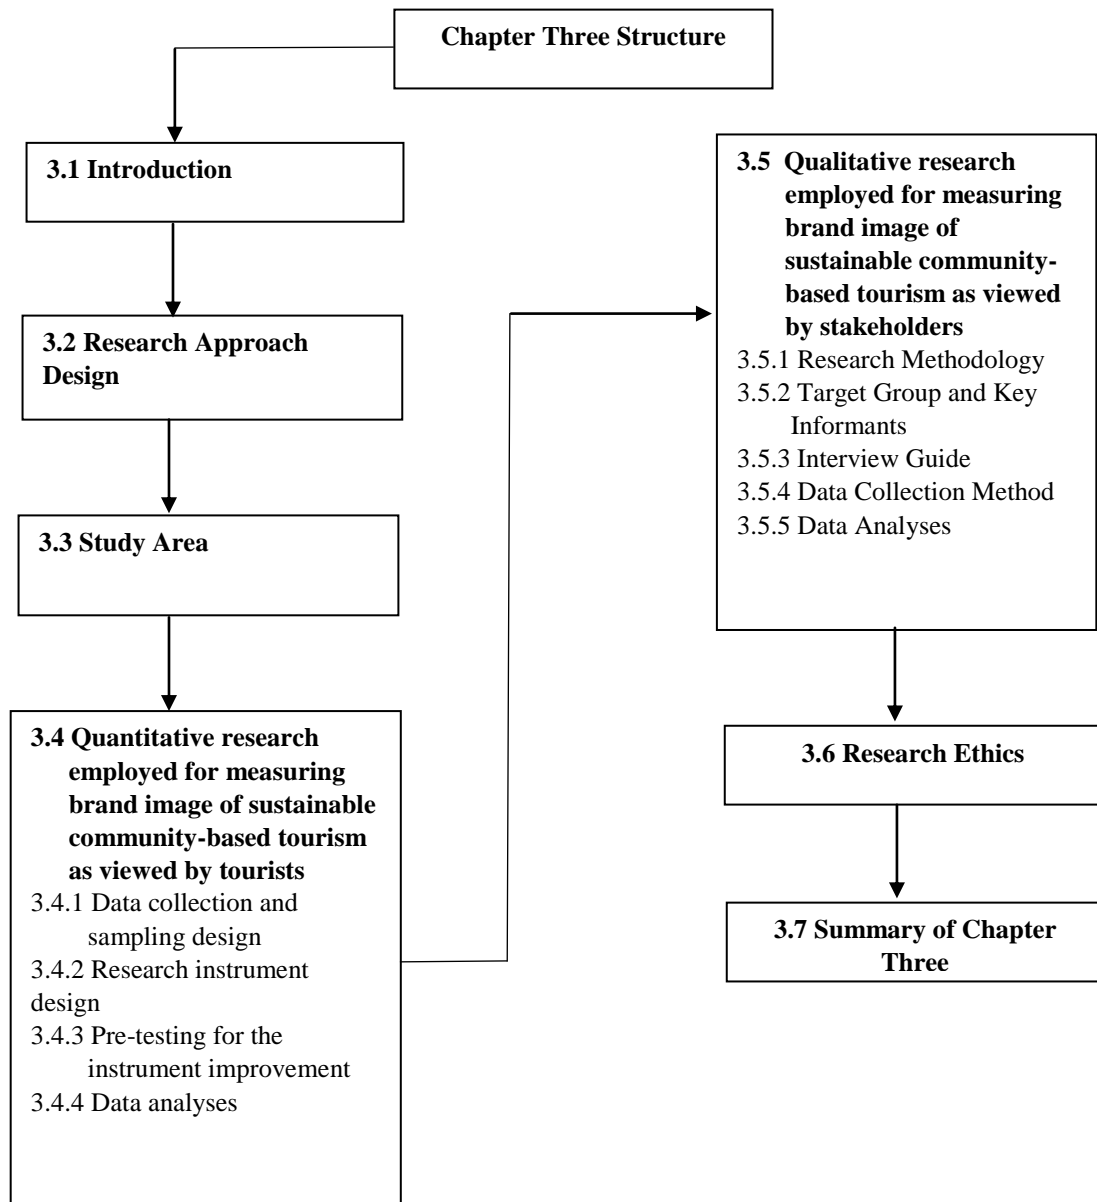 Chapter Three Structure
3.1 Introduction
3.2 Research Approach
Design
3.3 Study Area
3.4 Quantitative research
employed for measuring
brand image of sustainable
community-based tourism
as viewed by tourists
3.4.1 Data collection and
sampling design
3.4.2 Research instrument
design
3.4.3 Pre-testing for the
instrument improvement
3.4.4 Data analyses
3.5 Qualitative research
employed for measuring
brand image of
sustainable community-
based tourism as viewed
by stakeholders
3.5.1 Research Methodology
3.5.2 Target Group and Key
Informants
3.5.3 Interview Guide
3.5.4 Data Collection Method
3.5.5 Data Analyses
3.6 Research Ethics
3.7 Summary of Chapter
Three